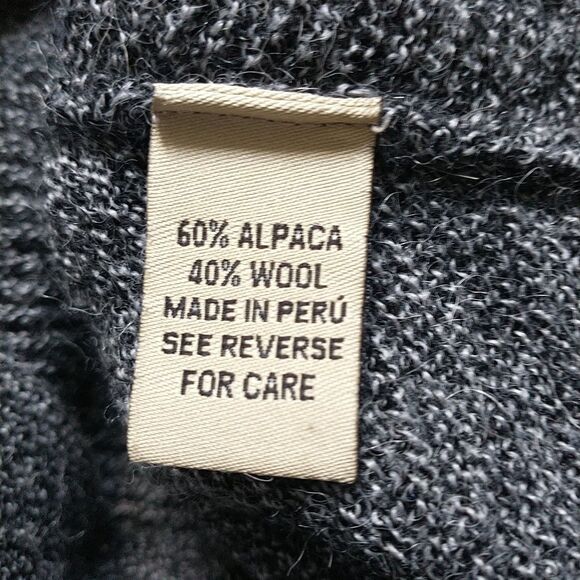 60% ALPACA
40% WOOL
MADE IN PERÚ
SEE REVERSE
FOR CARE